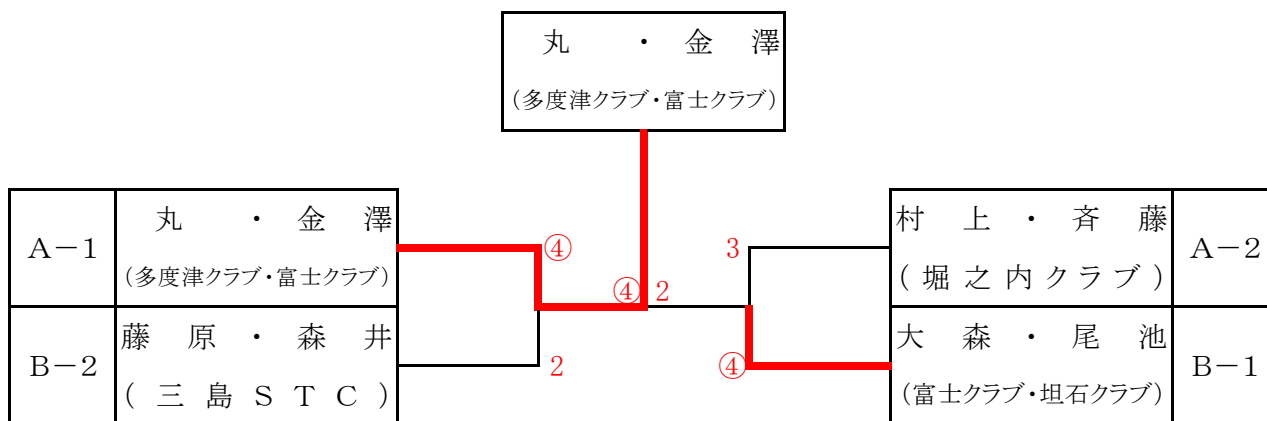 丸 ・ 金 澤
（多度津クラブ・富士クラブ）
A－1
丸 ・ 金 澤
（多度津クラブ・富士クラブ）
B－2
藤 原 ・ 森 井
（ 三 島 S T C ）
④
2
④ 2
3
④
村 上 ・ 斉 藤
（ 堀 之 内 ク ラ ブ ）
A－2
大 森 ・ 尾 池
（富士クラブ・坦石クラブ）
B－1